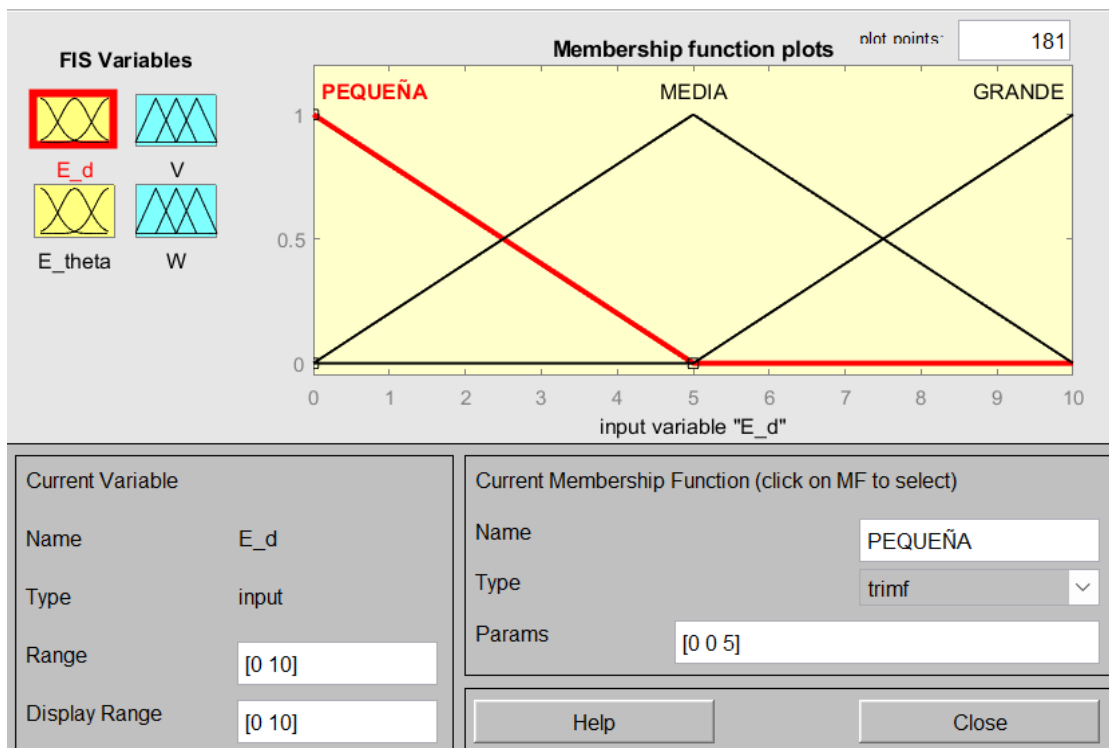 FIS Variables
E_d
V
E_theta
W
Membership function plots
plot points:
181
PEQUEÑA
MEDIA
GRANDE
1
0.5
0
0 1 2 3 4 5 6 7 8 9 10
input variable "E_d"
Current Variable
Name E_d
Type input
Range [0 10]
Display Range [0 10]
Current Membership Function (click on MF to select)
Name PEQUEÑA
Type trimf
Params [0 0 5]
Help
Close